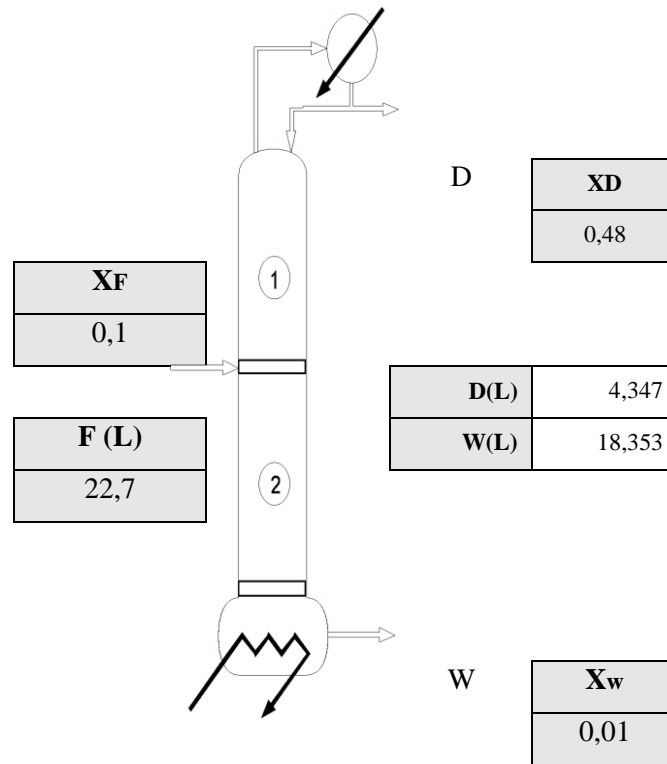 D
XD
0,48
XF
0,1
1
D(L) 4,347
W(L) 18,353
F (L)
22,7
2
W
Xw
0,01